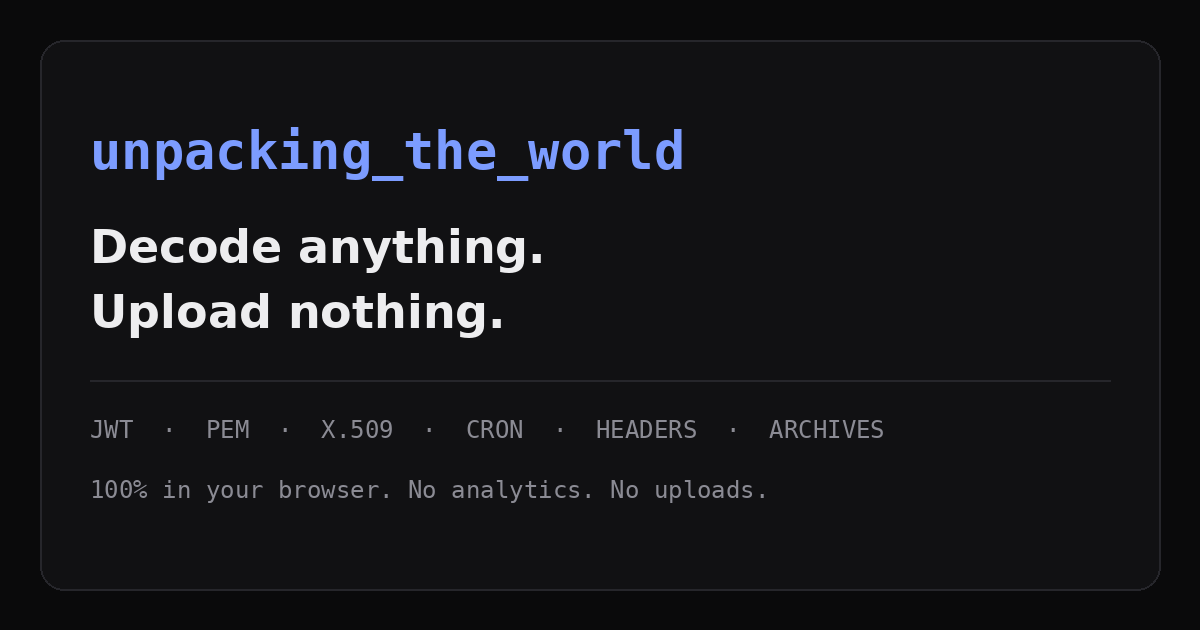 unpacking_the_world
Decode anything.
Upload nothing.
JWT · PEM · X.509 · CRON · HEADERS · ARCHIVES
100% in your browser. No analytics. No uploads.